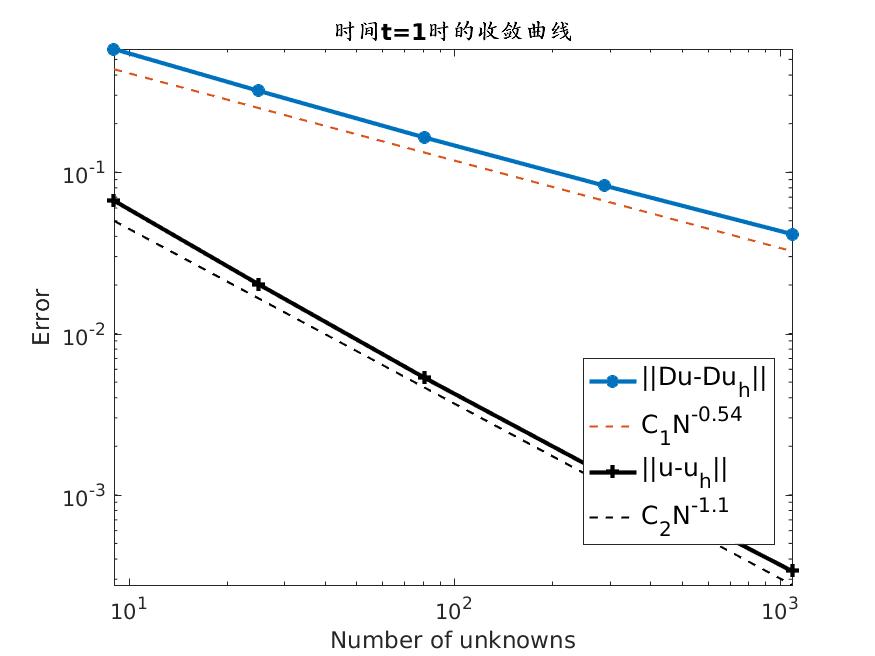 时间t=1时的收敛曲线
Error
10^-1
10^-2
10^-3
||Du-Du_h||
C_1N^-0.54
||u-u_h||
C_2N^-1.1
10^1 10^2 10^3
Number of unknowns